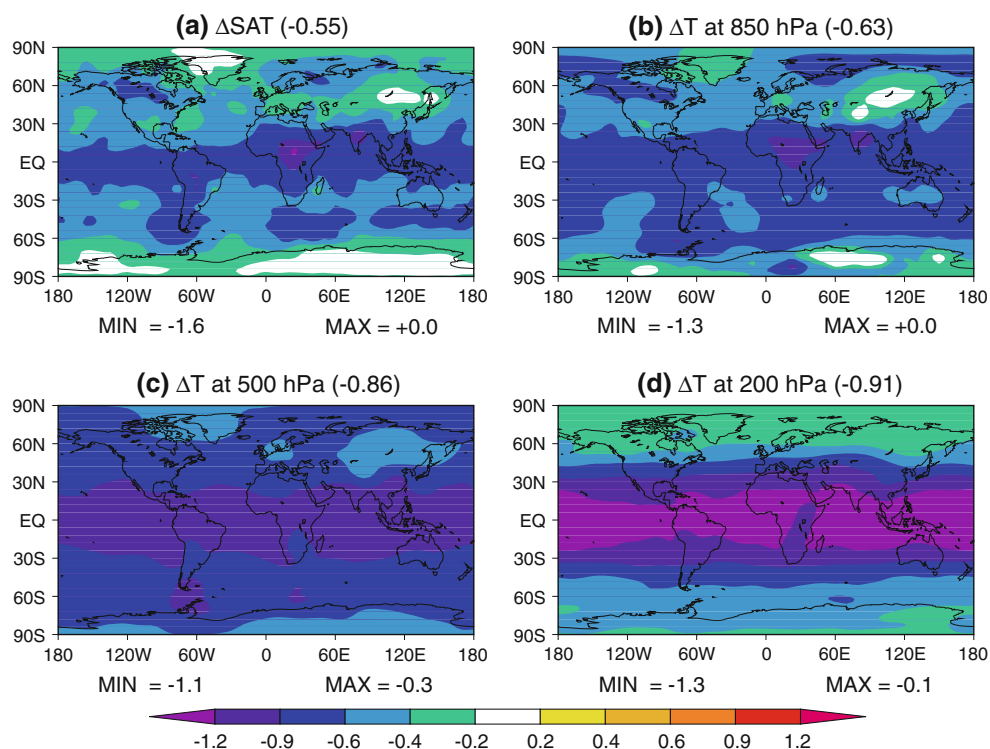 (a) ΔSAT (-0.55)
90N
60N
30N
EQ
30S
60S
90S
180 120W 60W 0 60E 120E 180
MIN = -1.6 MAX = +0.0
(b) ΔT at 850 hPa (-0.63)
90N
60N
30N
EQ
30S
60S
90S
180 120W 60W 0 60E 120E 180
MIN = -1.3 MAX = +0.0
(c) ΔT at 500 hPa (-0.86)
90N
60N
30N
EQ
30S
60S
90S
180 120W 60W 0 60E 120E 180
MIN = -1.1 MAX = -0.3
(d) ΔT at 200 hPa (-0.91)
90N
60N
30N
EQ
30S
60S
90S
180 120W 60W 0 60E 120E 180
MIN = -1.3 MAX = -0.1
-1.2 -0.9 -0.6 -0.4 -0.2 0.2 0.4 0.6 0.9 1.2